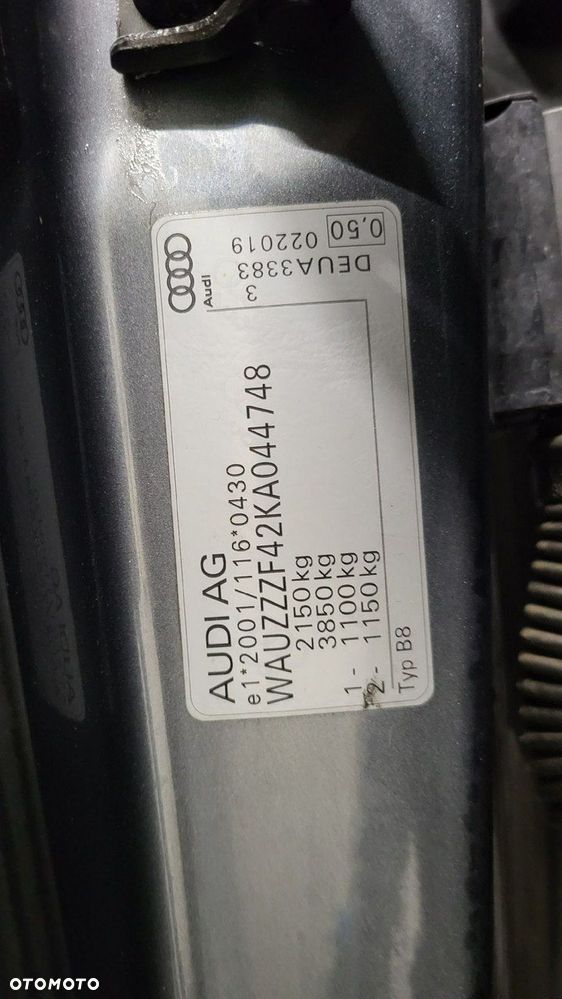 AUDI AG
e1*2001/116*0430
WAUZZZF42KA044748
2150kg
3850kg
1- 1100kg
2- 1150kg
Typ B8
Audi
3
DEUA3383
022019 0,50
OTOMOTO